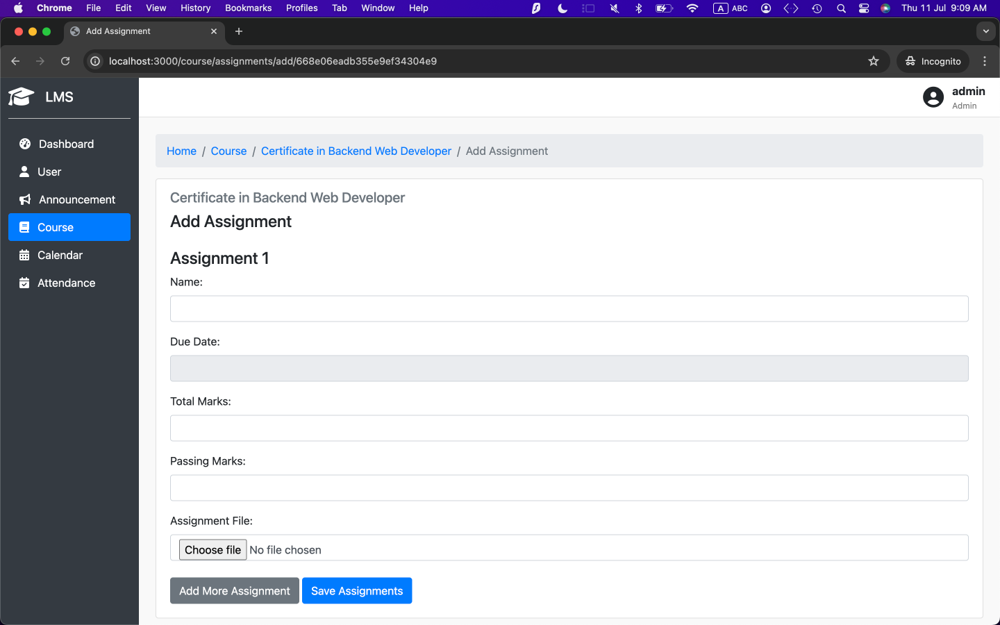 Chrome File Edit View History Bookmarks Profiles Tab Window Help A ABC Thu 11 Jul 9:09 AM
Add Assignment
localhost:3000/course/assignments/add/668e06eadb355e9ef34304e9 Incognito
LMS
admin
Admin
Dashboard
User
Announcement
Course
Calendar
Attendance
Home / Course / Certificate in Backend Web Developer / Add Assignment
Certificate in Backend Web Developer
Add Assignment
Assignment 1
Name:
Due Date:
Total Marks:
Passing Marks:
Assignment File:
Choose file No file chosen
Add More Assignment Save Assignments